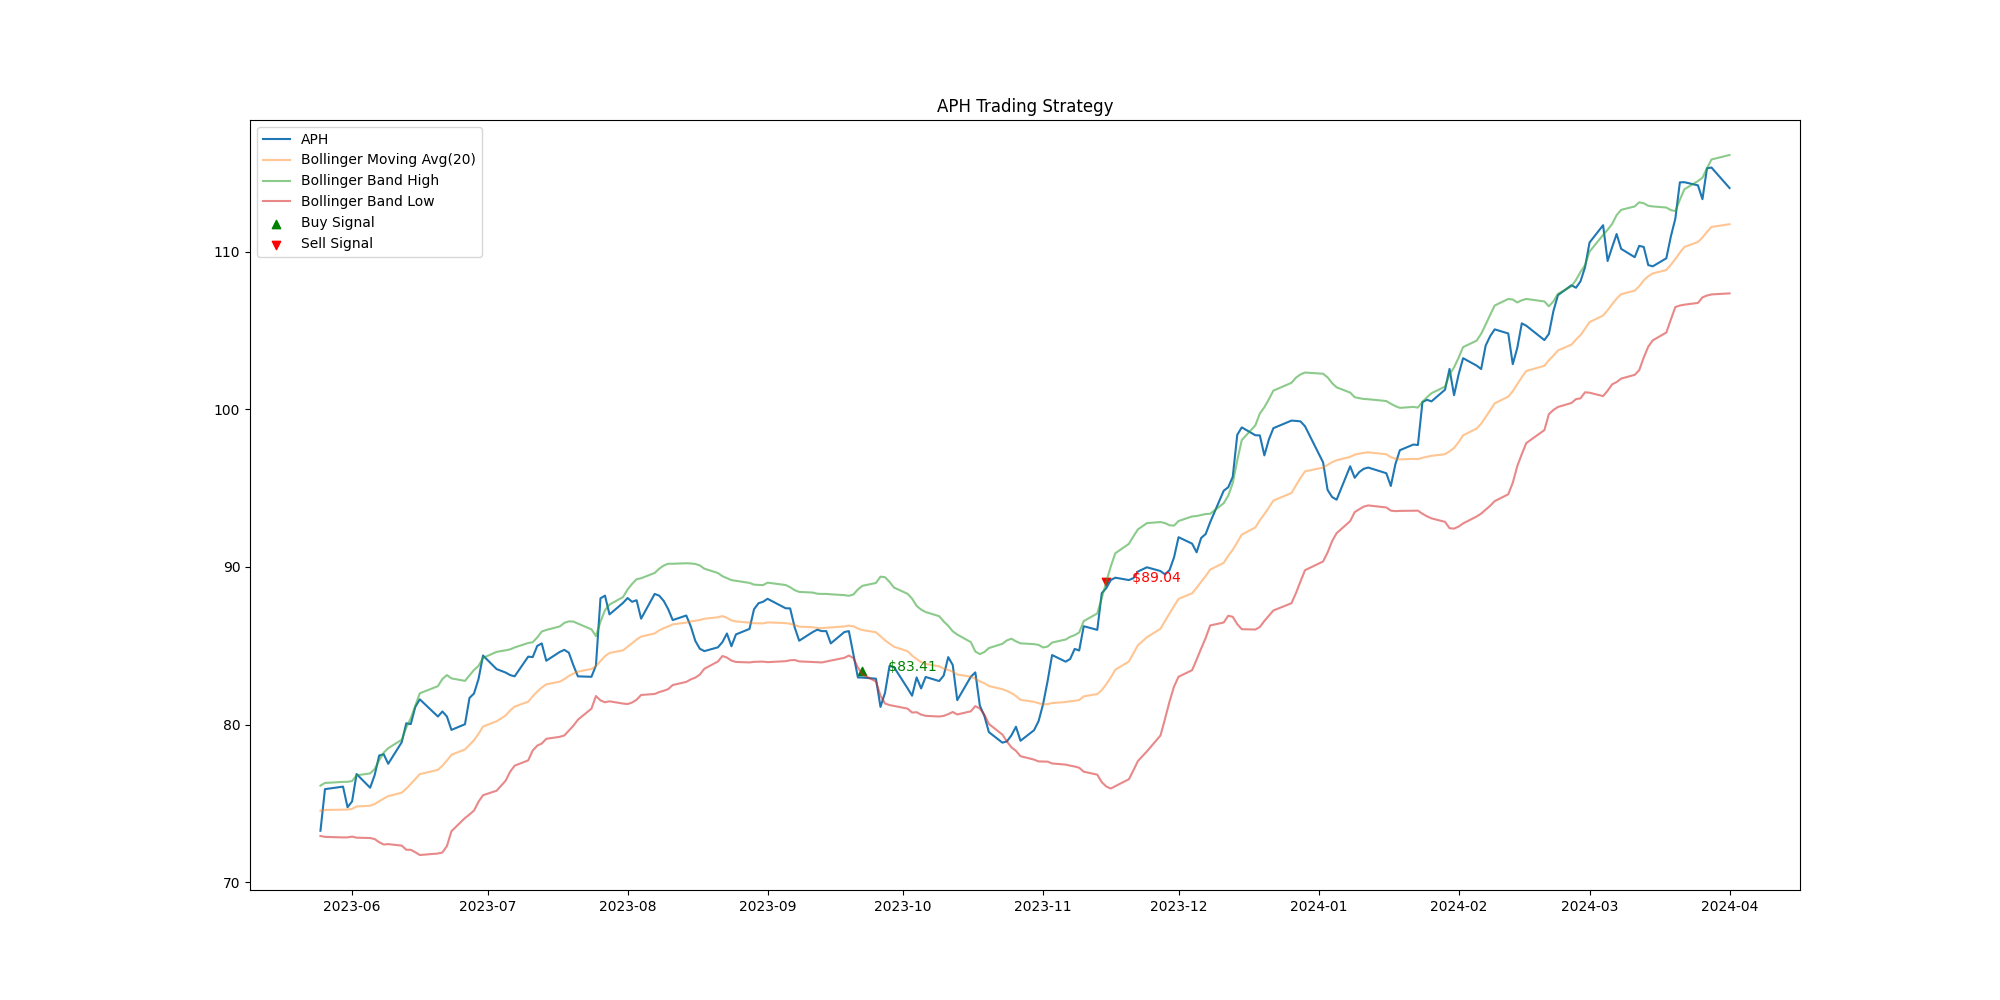 APH Trading Strategy
APH
Bollinger Moving Avg(20)
Bollinger Band High
Bollinger Band Low
Buy Signal
Sell Signal
110
100
90
80
70
$83.41
$89.04
2023-06 2023-07 2023-08 2023-09 2023-10 2023-11 2023-12 2024-01 2024-02 2024-03 2024-04